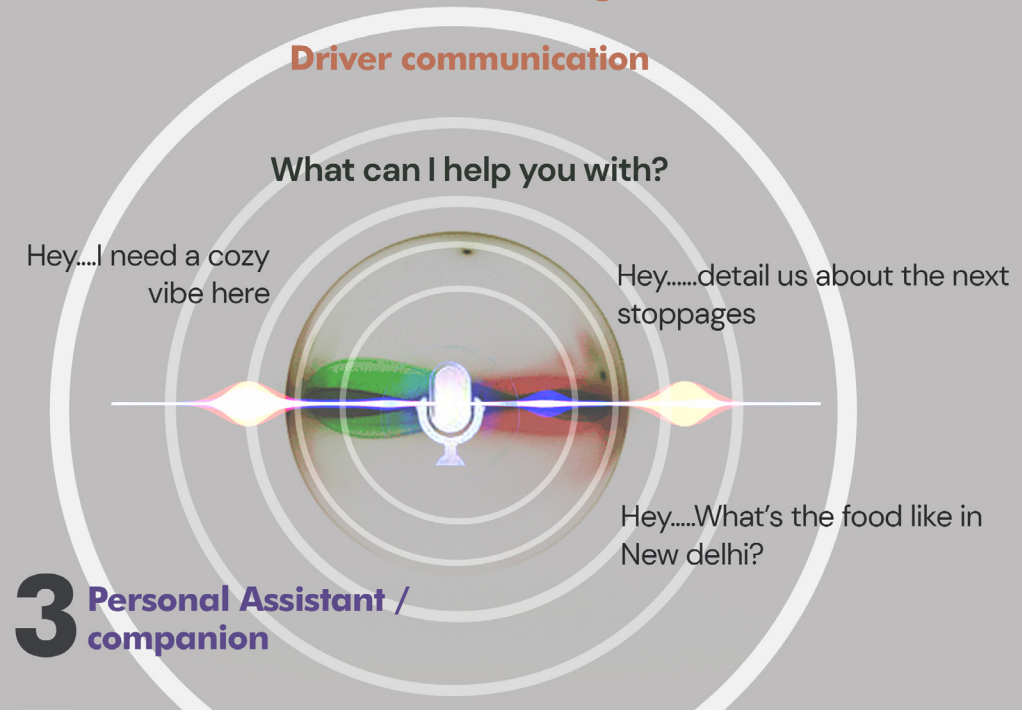 Driver communication
What can I help you with?
Hey....I need a cozy
vibe here
Hey......detail us about the next
stoppages
Hey.....What's the food like in
New delhi?
3
Personal Assistant /
companion